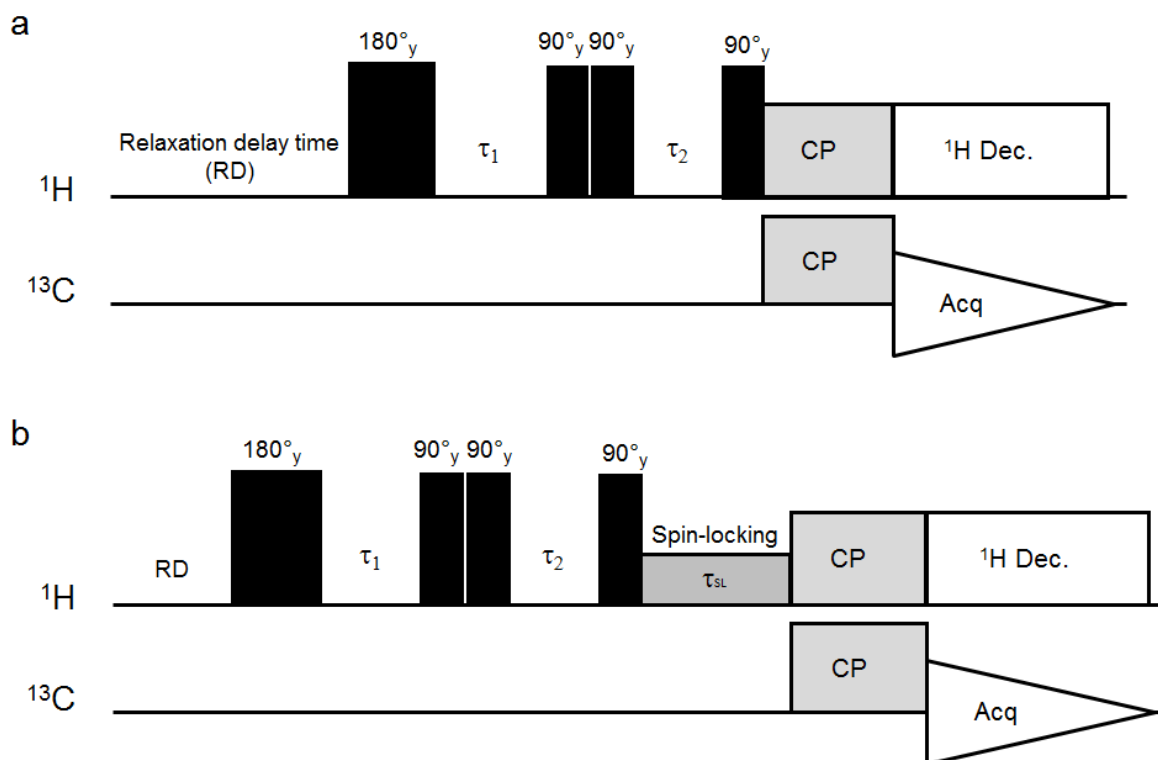 a
180°y
90°y 90°y
90°y
Relaxation delay time
(RD)
τ1
τ2
CP
¹H Dec.
¹H
CP
¹³C
Acq
b
180°y
90°y 90°y
90°y
Spin-locking
RD
τ1
τ2
τSL
CP
¹H Dec.
¹H
CP
¹³C
Acq